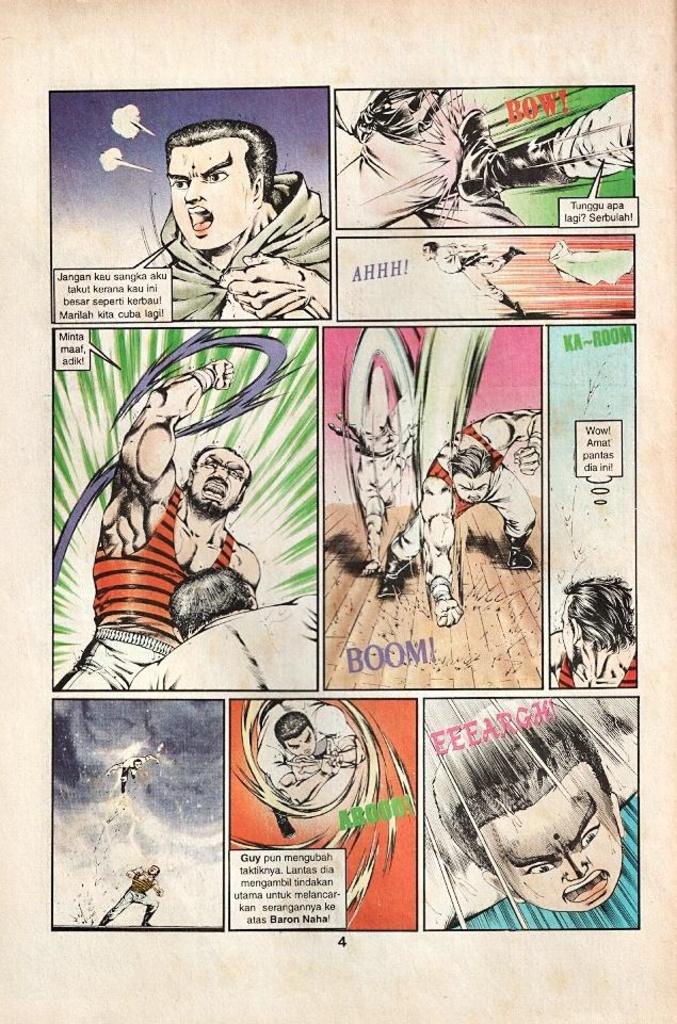 Jangan kau sangka aku
takut kerana kau ini
besar seperti kerbau!
Marilah kita cuba lagi!
BOW!
Tunggu apa
lagi? Serbulah!
AHHH!
Minta
maaf,
adik!
BOOM!
KA~ROOM
Wow!
Amat
pantas
dia ini!
KROOO!
Guy pun mengubah
taktiknya. Lantas dia
mengambil tindakan
utama untuk melancar-
kan serangannya ke
atas Baron Naha!
EEEARGH!
4